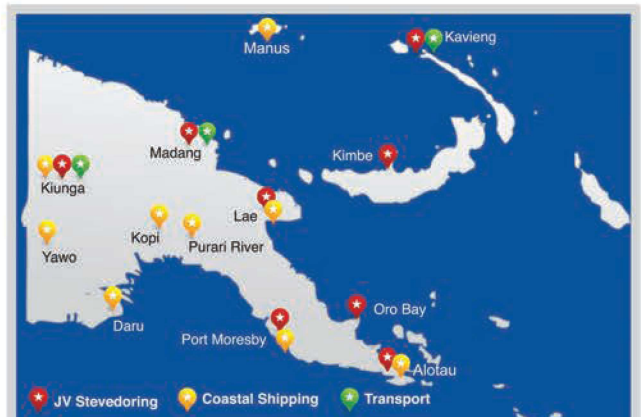 Manus
Kavieng
Madang
Kimbe
Kiunga
Lae
Kopi
Purari River
Yawo
Daru
Oro Bay
Port Moresby
Alotau
JV Stevedoring
Coastal Shipping
Transport